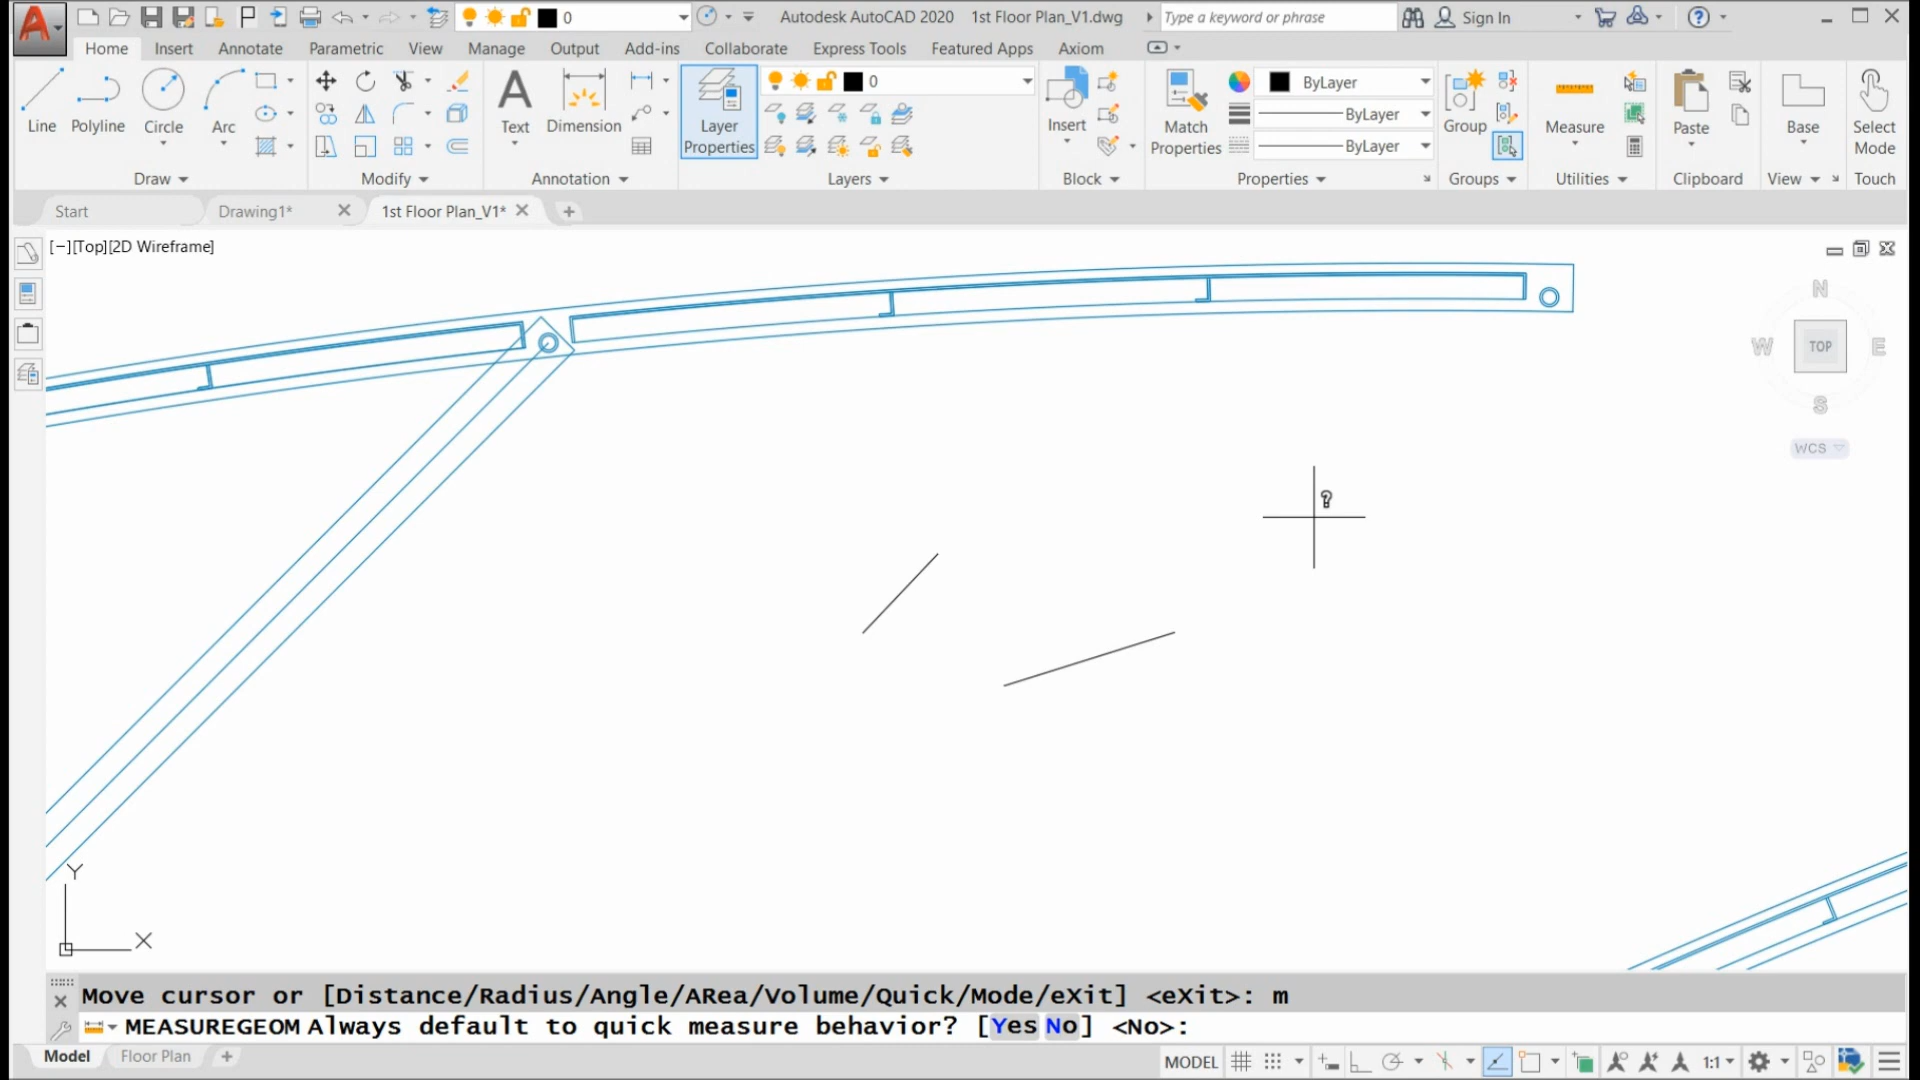 0 Autodesk AutoCAD 2020 1st Floor Plan_V1.dwg Type a keyword or phrase Sign In
Home Insert Annotate Parametric View Manage Output Add-ins Collaborate Express Tools Featured Apps Axiom
Line Polyline Circle Arc
Text Dimension
Layer Properties
0
Insert
Match Properties
ByLayer
ByLayer
ByLayer
Group
Measure
Paste
Base
Select Mode
Draw Modify Annotation Layers Block Properties Groups Utilities Clipboard View Touch
Start Drawing1* 1st Floor Plan_V1*
[−][Top][2D Wireframe]
N
W TOP E
S
WCS
Y
X
Move cursor or [Distance/Radius/Angle/ARea/Volume/Quick/Mode/eXit] <eXit>: m
MEASUREGEOM Always default to quick measure behavior? [Yes No] <No>:
Model Floor Plan
MODEL 1:1